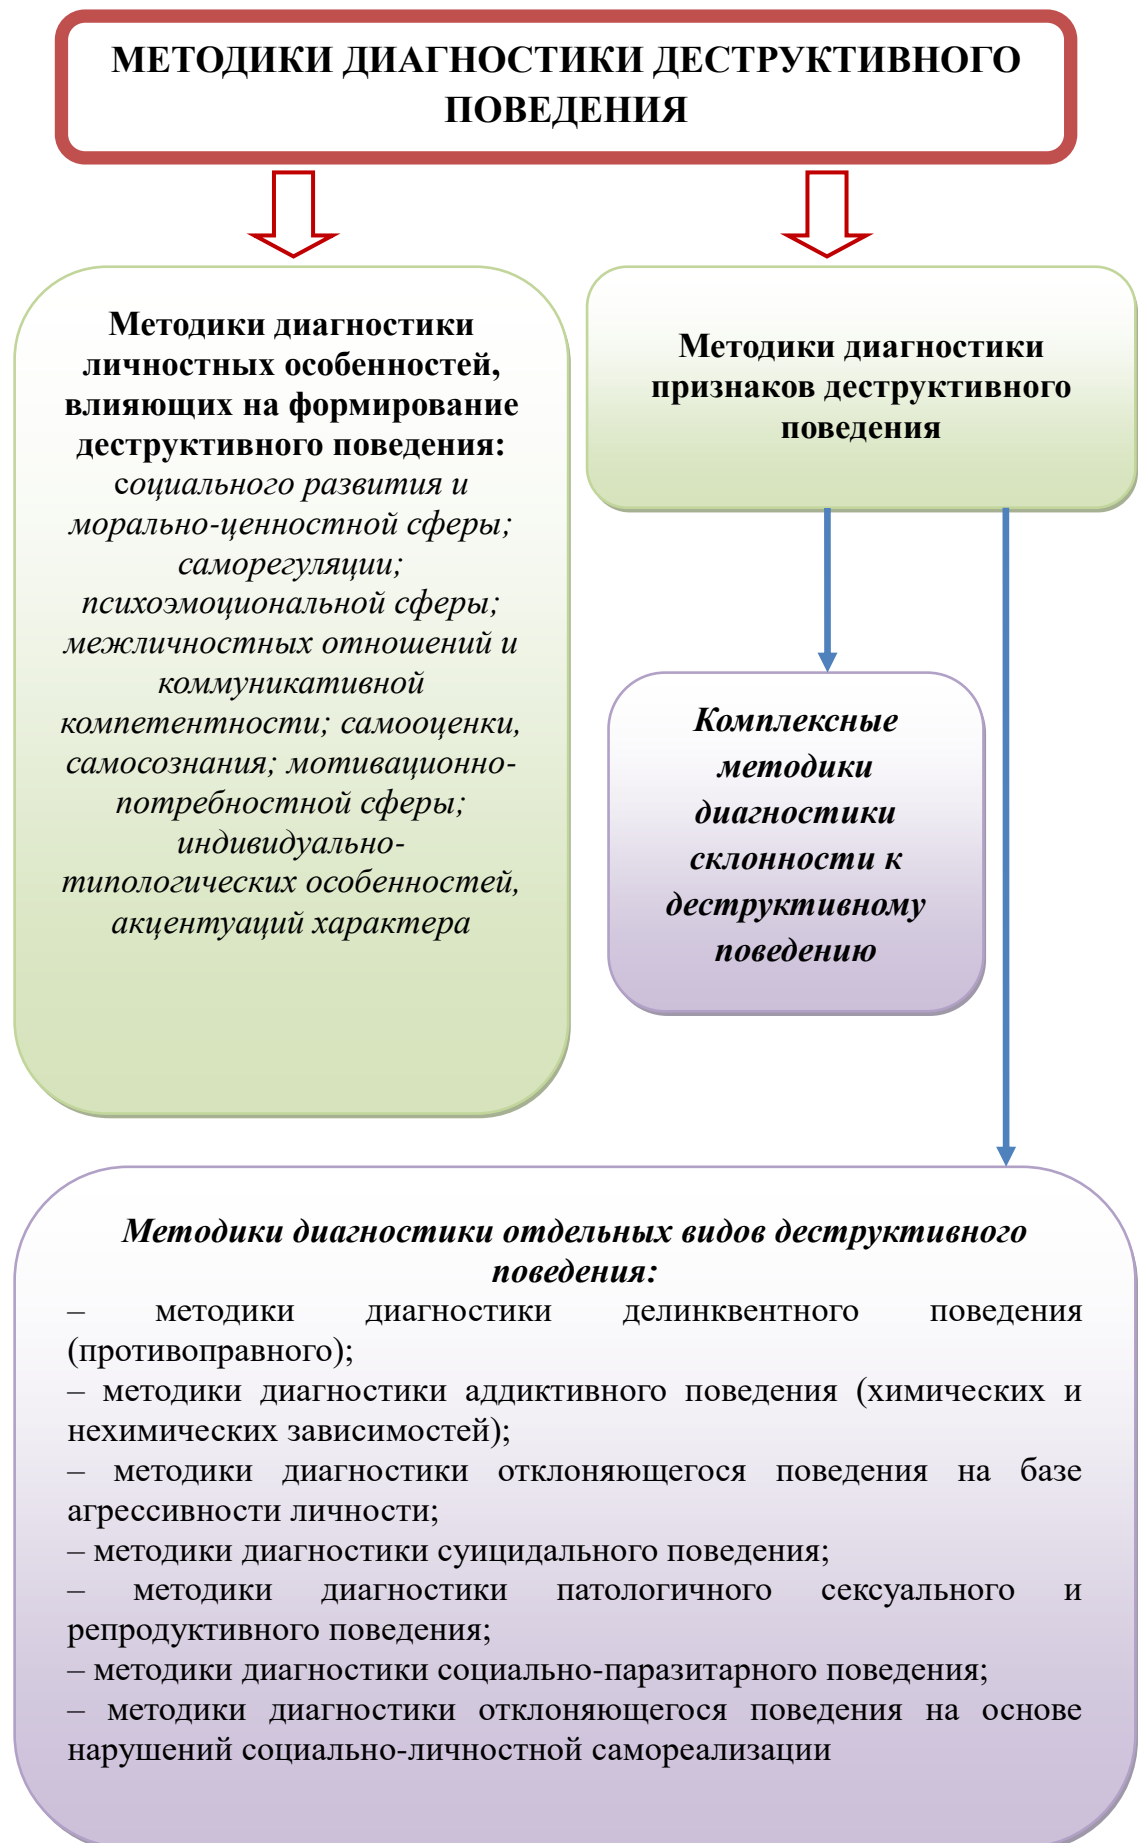 МЕТОДИКИ ДИАГНОСТИКИ ДЕСТРУКТИВНОГО
ПОВЕДЕНИЯ
Методики диагностики
личностных особенностей,
влияющих на формирование
деструктивного поведения:
социального развития и
морально-ценностной сферы;
саморегуляции;
психоэмоциональной сферы;
межличностных отношений и
коммуникативной
компетентности; самооценки,
самосознания; мотивационно-
потребностной сферы;
индивидуально-
типологических особенностей,
акцентуаций характера
Методики диагностики
признаков деструктивного
поведения
Комплексные
методики
диагностики
склонности к
деструктивному
поведению
Методики диагностики отдельных видов деструктивного
поведения:
– методики диагностики делинквентного поведения
(противоправного);
– методики диагностики аддиктивного поведения (химических и
нехимических зависимостей);
– методики диагностики отклоняющегося поведения на базе
агрессивности личности;
– методики диагностики суицидального поведения;
– методики диагностики патологичного сексуального и
репродуктивного поведения;
– методики диагностики социально-паразитарного поведения;
– методики диагностики отклоняющегося поведения на основе
нарушений социально-личностной самореализации